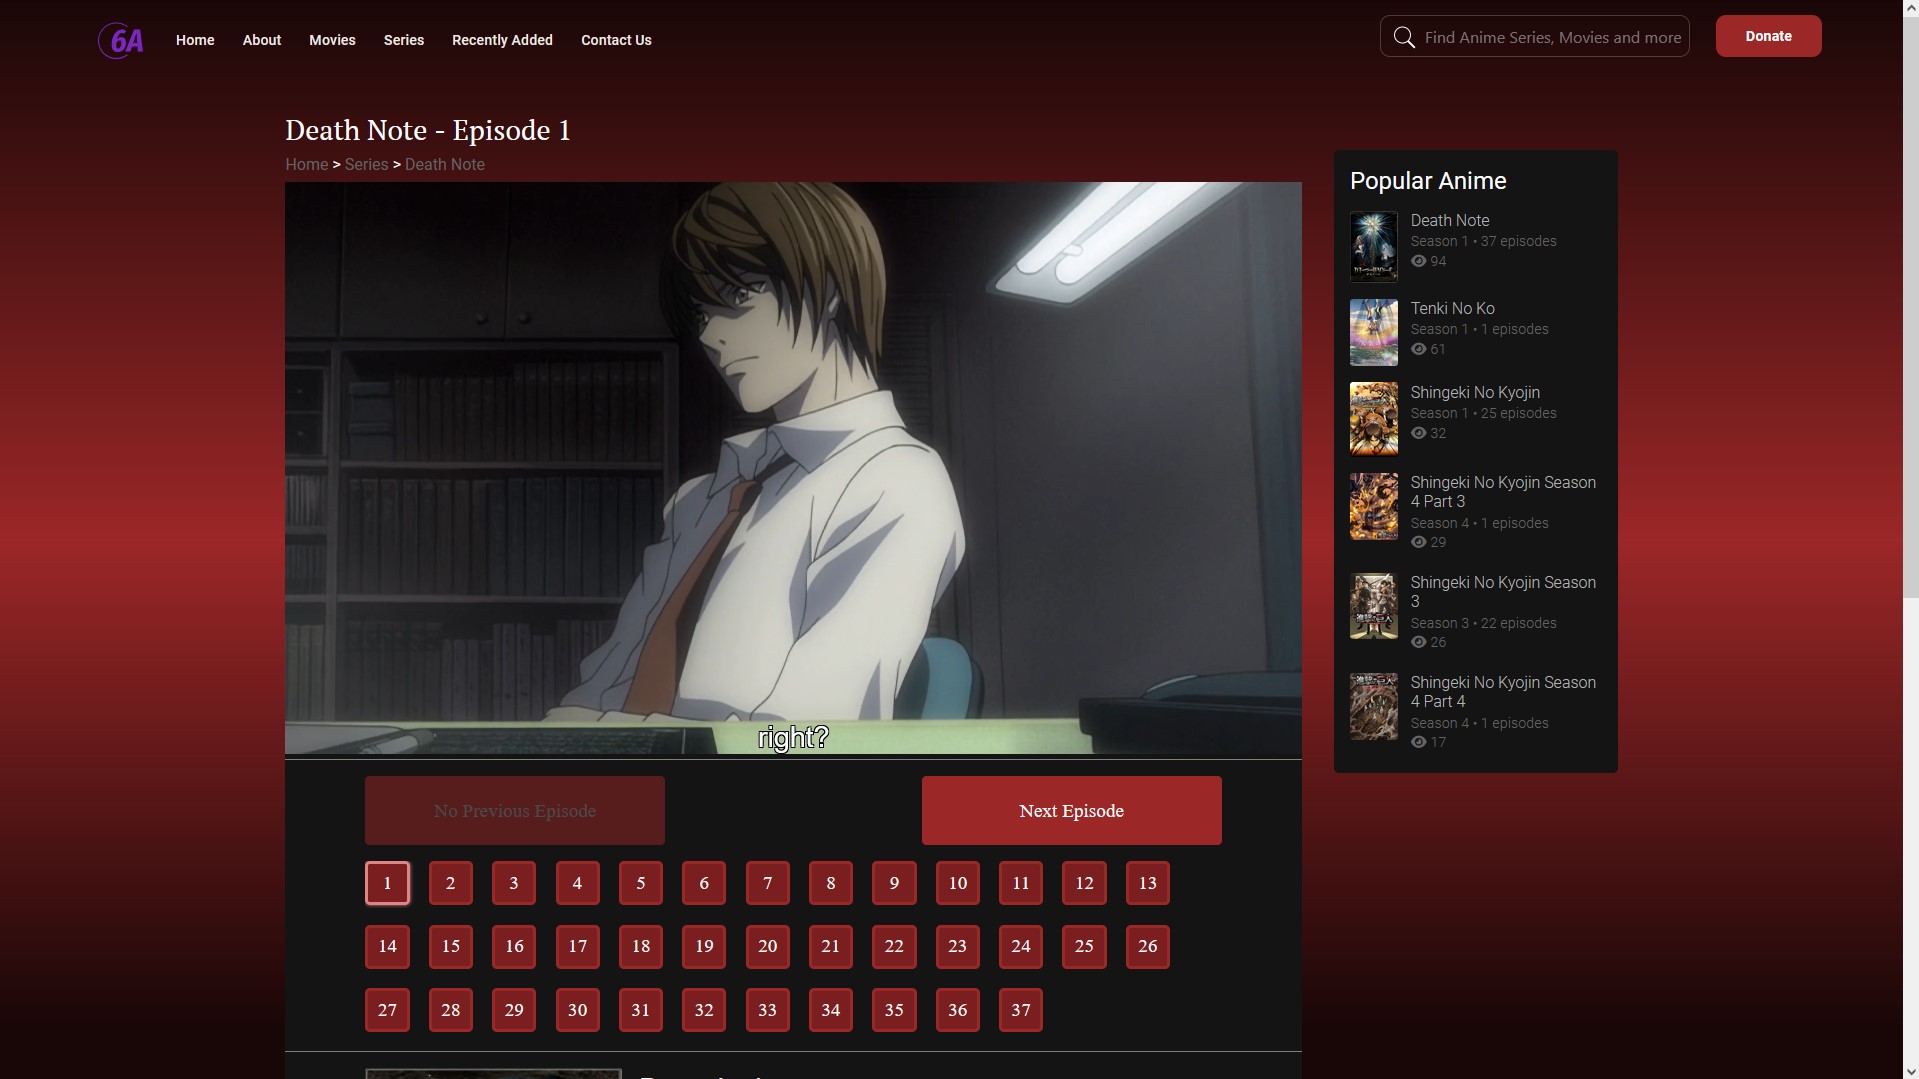 6A
Home
About
Movies
Series
Recently Added
Contact Us
Find Anime Series, Movies and more
Donate
Death Note - Episode 1
Home > Series > Death Note
right?
No Previous Episode
Next Episode
1 2 3 4 5 6 7 8 9 10 11 12 13
14 15 16 17 18 19 20 21 22 23 24 25 26
27 28 29 30 31 32 33 34 35 36 37
Popular Anime
Death Note
Season 1 • 37 episodes
94
Tenki No Ko
Season 1 • 1 episodes
61
Shingeki No Kyojin
Season 1 • 25 episodes
32
Shingeki No Kyojin Season
4 Part 3
Season 4 • 1 episodes
29
Shingeki No Kyojin Season
3
Season 3 • 22 episodes
26
Shingeki No Kyojin Season
4 Part 4
Season 4 • 1 episodes
17